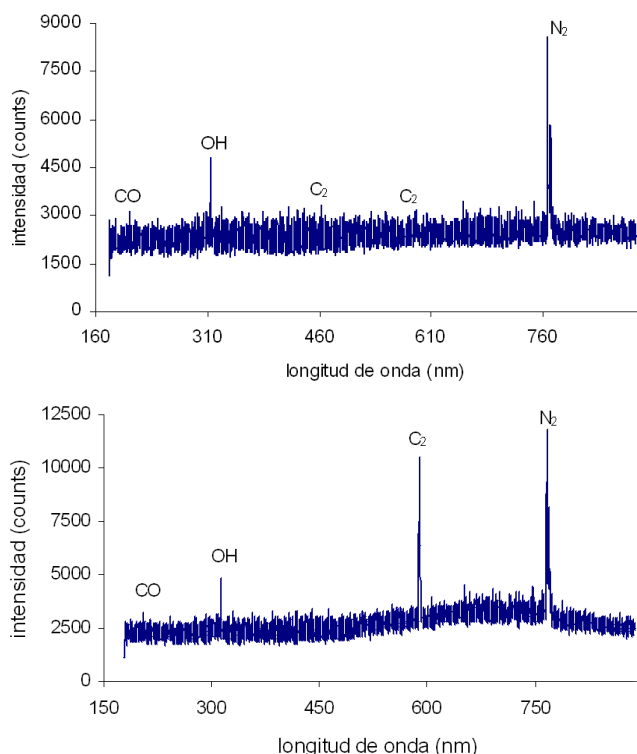 9000
N₂
7500
6000
OH
4500
CO
C₂
C₂
3000
1500
0
160
310
460
610
760
longitud de onda (nm)
intensidad (counts)
12500
N₂
C₂
10000
7500
OH
5000
CO
2500
0
150
300
450
600
750
longitud de onda (nm)
intensidad (counts)